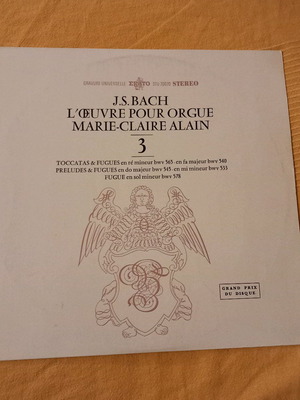 ERATO STEREO
J.S. BACH
L'ŒUVRE POUR ORGUE
MARIE-CLAIRE ALAIN
3
TOCCATAS & FUGUES en ré mineur bwv 565 - en fa majeur bwv 540
PRELUDES & FUGUES en do majeur bwv 545 - en mi mineur bwv 533
FUGUE en sol mineur bwv 578
GRAND PRIX
DU DISQUE